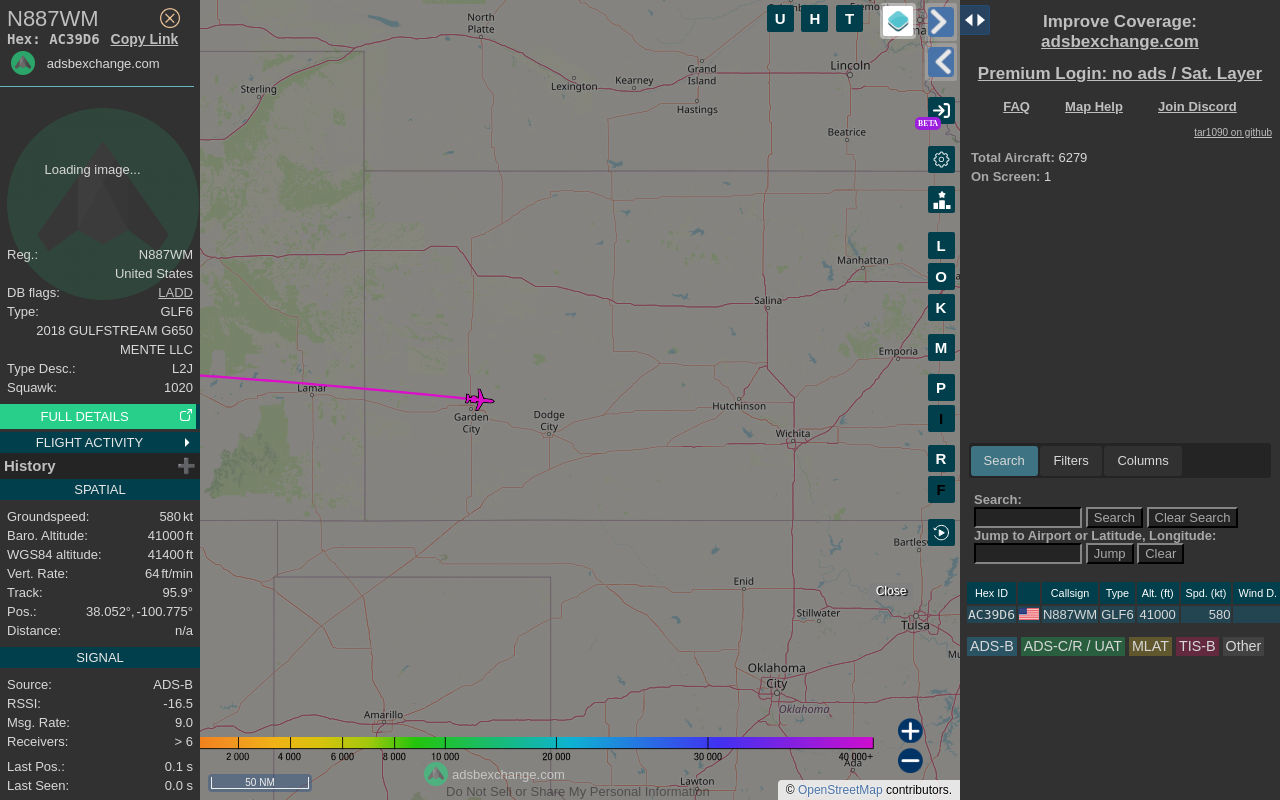 N887WM
Hex: AC39D6 Copy Link
adsbexchange.com
Loading image...
Reg.: N887WM
United States
DB flags: LADD
Type: GLF6
2018 GULFSTREAM G650
MENTE LLC
Type Desc.: L2J
Squawk: 1020
FULL DETAILS
FLIGHT ACTIVITY
History
SPATIAL
Groundspeed: 580 kt
Baro. Altitude: 41000 ft
WGS84 altitude: 41400 ft
Vert. Rate: 64 ft/min
Track: 95.9°
Pos.: 38.052°, -100.775°
Distance: n/a
SIGNAL
Source: ADS-B
RSSI: -16.5
Msg. Rate: 9.0
Receivers: > 6
Last Pos.: 0.1 s
Last Seen: 0.0 s
North
Platte
Sterling
Lexington
Kearney
Grand
Island
Hastings
Lincoln
Beatrice
Manhattan
Salina
Emporia
Lamar
Garden
City
Dodge
City
Hutchinson
Wichita
Enid
Stillwater
Tulsa
Oklahoma
City
Oklahoma
Amarillo
Lawton
Ada
U H T
BETA
L
O
K
M
P
I
R
F
Close
2 000 4 000 6 000 8 000 10 000 20 000 30 000 40 000+
50 NM
adsbexchange.com
Do Not Sell or Share My Personal Information
© OpenStreetMap contributors.
Improve Coverage:
adsbexchange.com
Premium Login: no ads / Sat. Layer
FAQ Map Help Join Discord
tar1090 on github
Total Aircraft: 6279
On Screen: 1
Search Filters Columns
Search:
Search Clear Search
Jump to Airport or Latitude, Longitude:
Jump Clear
Hex ID Callsign Type Alt. (ft) Spd. (kt) Wind D.
AC39D6 N887WM GLF6 41000 580
ADS-B ADS-C/R / UAT MLAT TIS-B Other